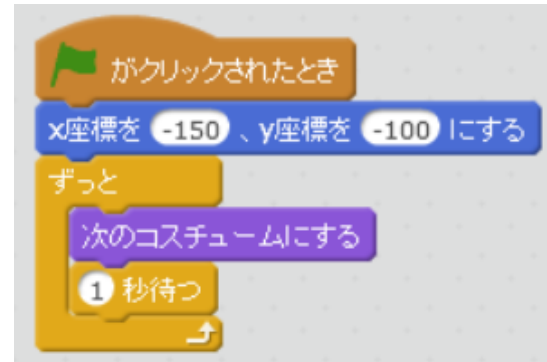 がクリックされたとき
x座標を -150 、y座標を -100 にする
ずっと
次のコスチュームにする
1 秒待つ